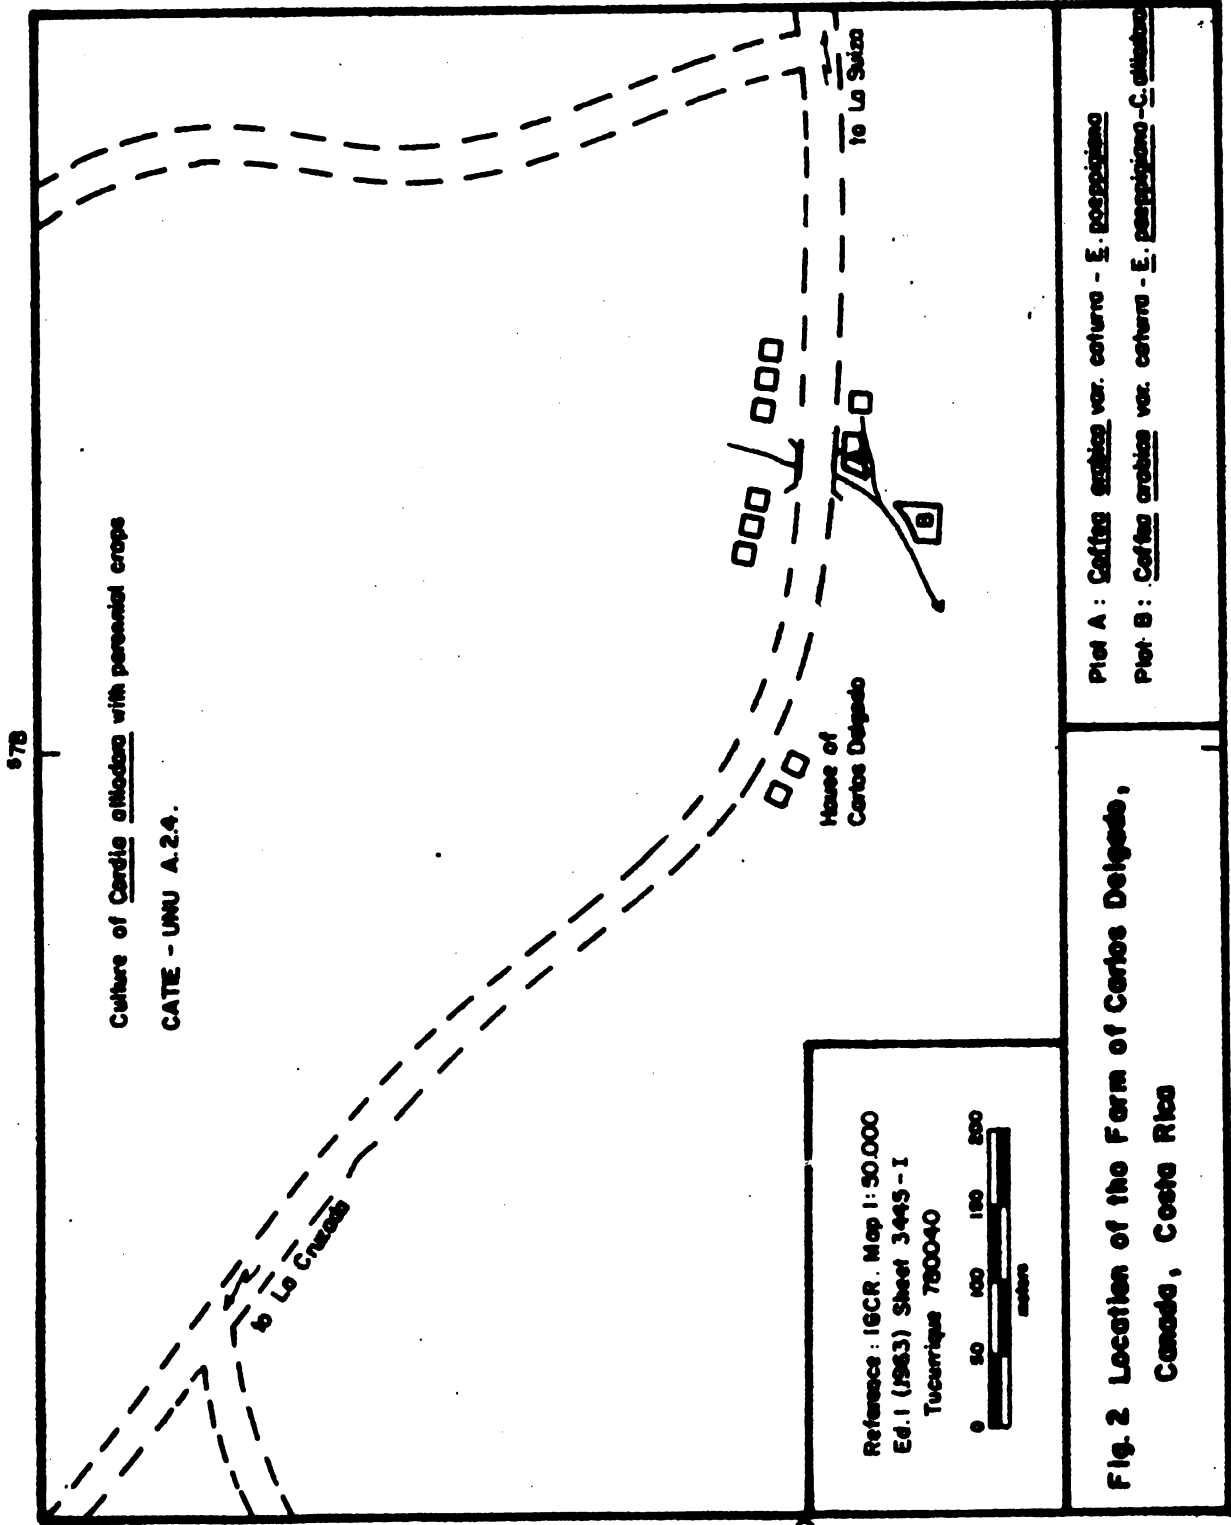 578
Culture of Cordia alliodora with perennial crops
CATIE - UNU A.2.4.
to La Suiza
to La Cruzada
House of
Carlos Delgado
A
B
Reference: IGCR. Map 1:50.000
Ed.1 (1963) Sheet 3445-I
Tucurrique 780040
0 50 100 150 200
meters
Plot A: Coffea arabica var. caturra - E. poeppigiana
Plot B: Coffea arabica var. caturra - E. poeppigiana - C. alliodora
Fig. 2 Location of the Farm of Carlos Delgado,
Canada, Costa Rica